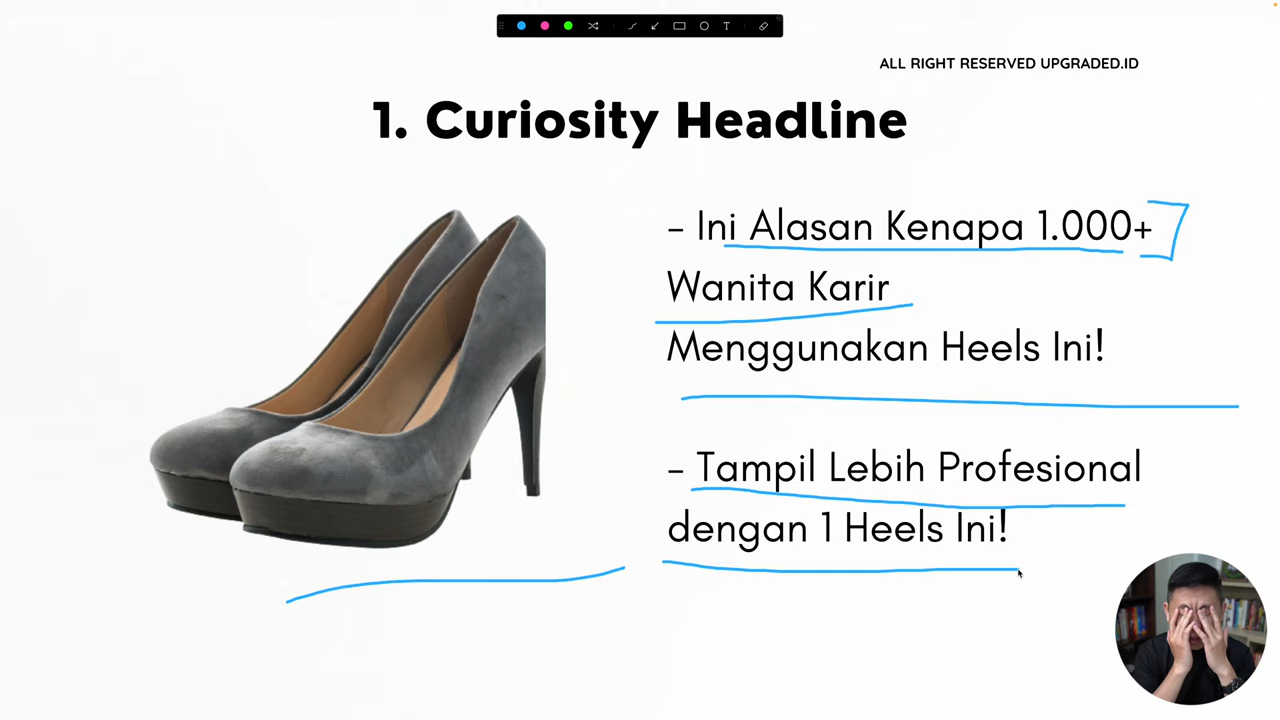 ALL RIGHT RESERVED UPGRADED.ID
1. Curiosity Headline
- Ini Alasan Kenapa 1.000+
Wanita Karir
Menggunakan Heels Ini!
- Tampil Lebih Profesional
dengan 1 Heels Ini!